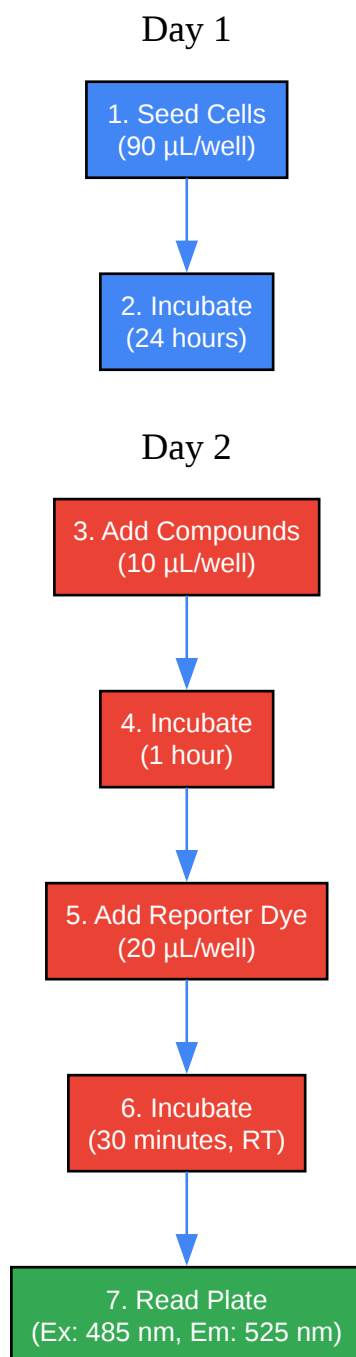 Day 1
1. Seed Cells
(90 µL/well)
2. Incubate
(24 hours)
Day 2
3. Add Compounds
(10 µL/well)
4. Incubate
(1 hour)
5. Add Reporter Dye
(20 µL/well)
6. Incubate
(30 minutes, RT)
7. Read Plate
(Ex: 485 nm, Em: 525 nm)